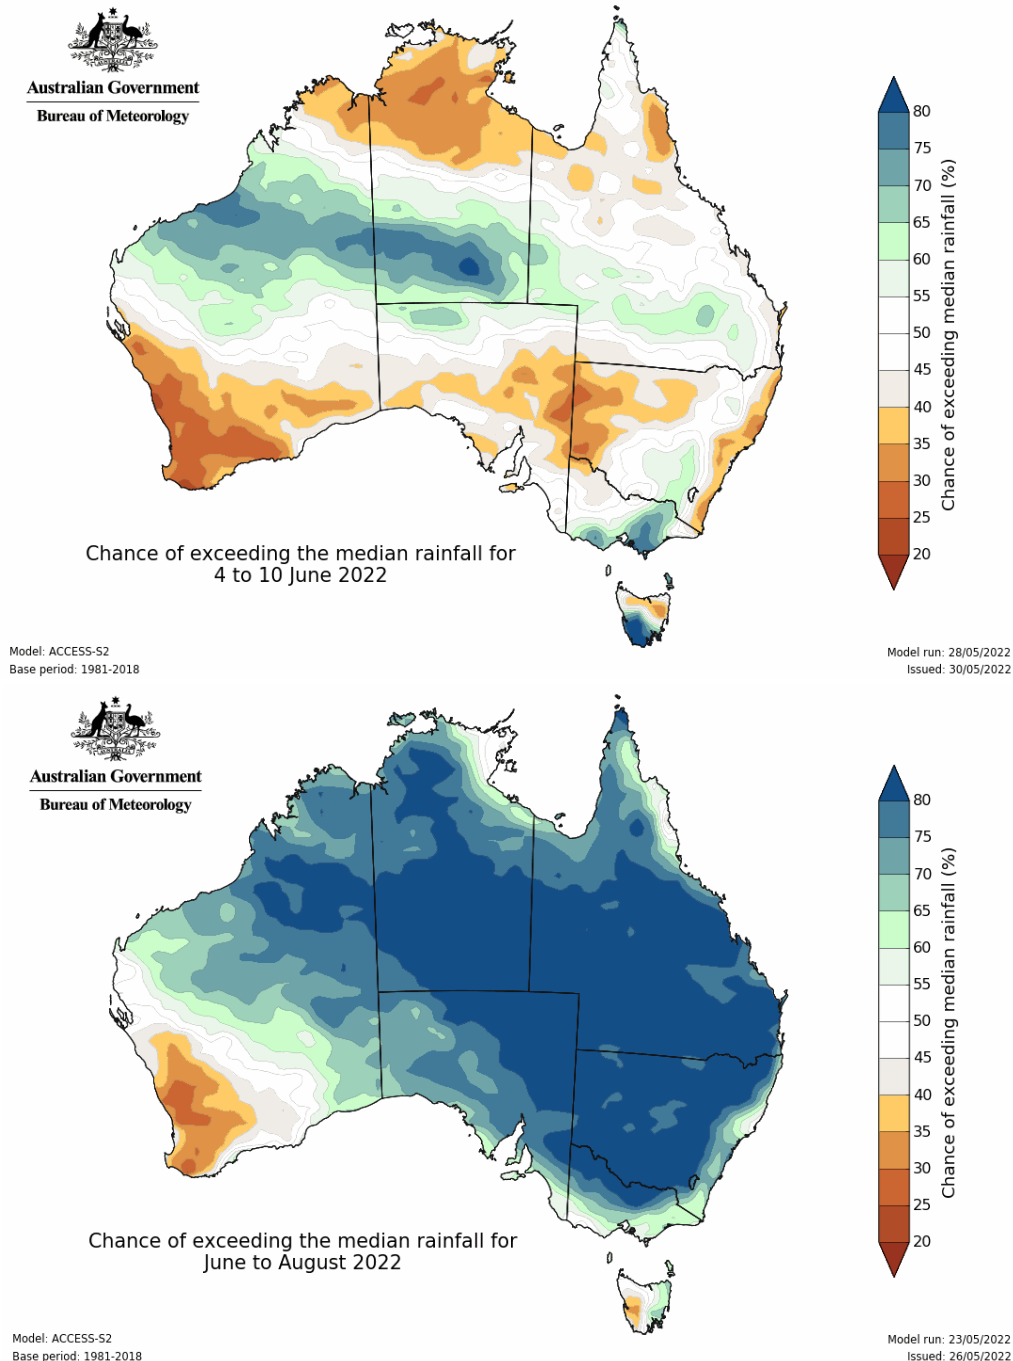 Australian Government
Bureau of Meteorology
80
75
70
65
60
55
50
45
40
35
30
25
20
Chance of exceeding median rainfall (%)
Chance of exceeding the median rainfall for
4 to 10 June 2022
Model: ACCESS-S2
Base period: 1981-2018
Model run: 28/05/2022
Issued: 30/05/2022
Australian Government
Bureau of Meteorology
80
75
70
65
60
55
50
45
40
35
30
25
20
Chance of exceeding median rainfall (%)
Chance of exceeding the median rainfall for
June to August 2022
Model: ACCESS-S2
Base period: 1981-2018
Model run: 23/05/2022
Issued: 26/05/2022